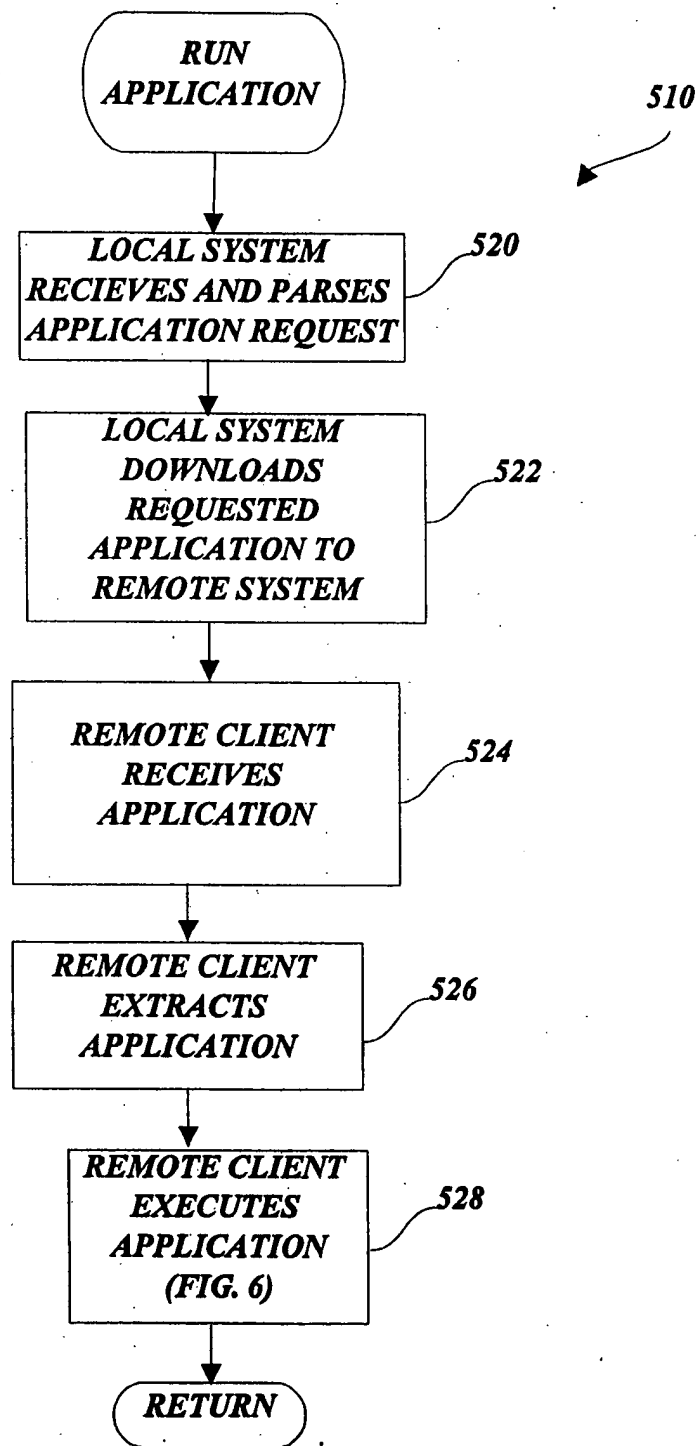 RUN
APPLICATION
510
LOCAL SYSTEM
RECIEVES AND PARSES
APPLICATION REQUEST
520
LOCAL SYSTEM
DOWNLOADS
REQUESTED
APPLICATION TO
REMOTE SYSTEM
522
REMOTE CLIENT
RECEIVES
APPLICATION
524
REMOTE CLIENT
EXTRACTS
APPLICATION
526
REMOTE CLIENT
EXECUTES
APPLICATION
(FIG. 6)
528
RETURN